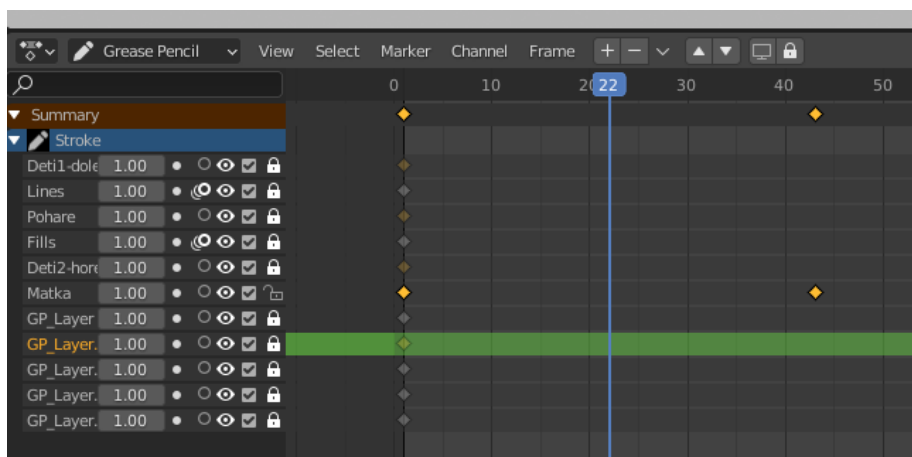 Grease Pencil View Select Marker Channel Frame
0 10 20 22 30 40 50
Summary
Stroke
Deti1-dole 1.00
Lines 1.00
Pohare 1.00
Fills 1.00
Deti2-hore 1.00
Matka 1.00
GP_Layer 1.00
GP_Layer. 1.00
GP_Layer. 1.00
GP_Layer. 1.00
GP_Layer. 1.00